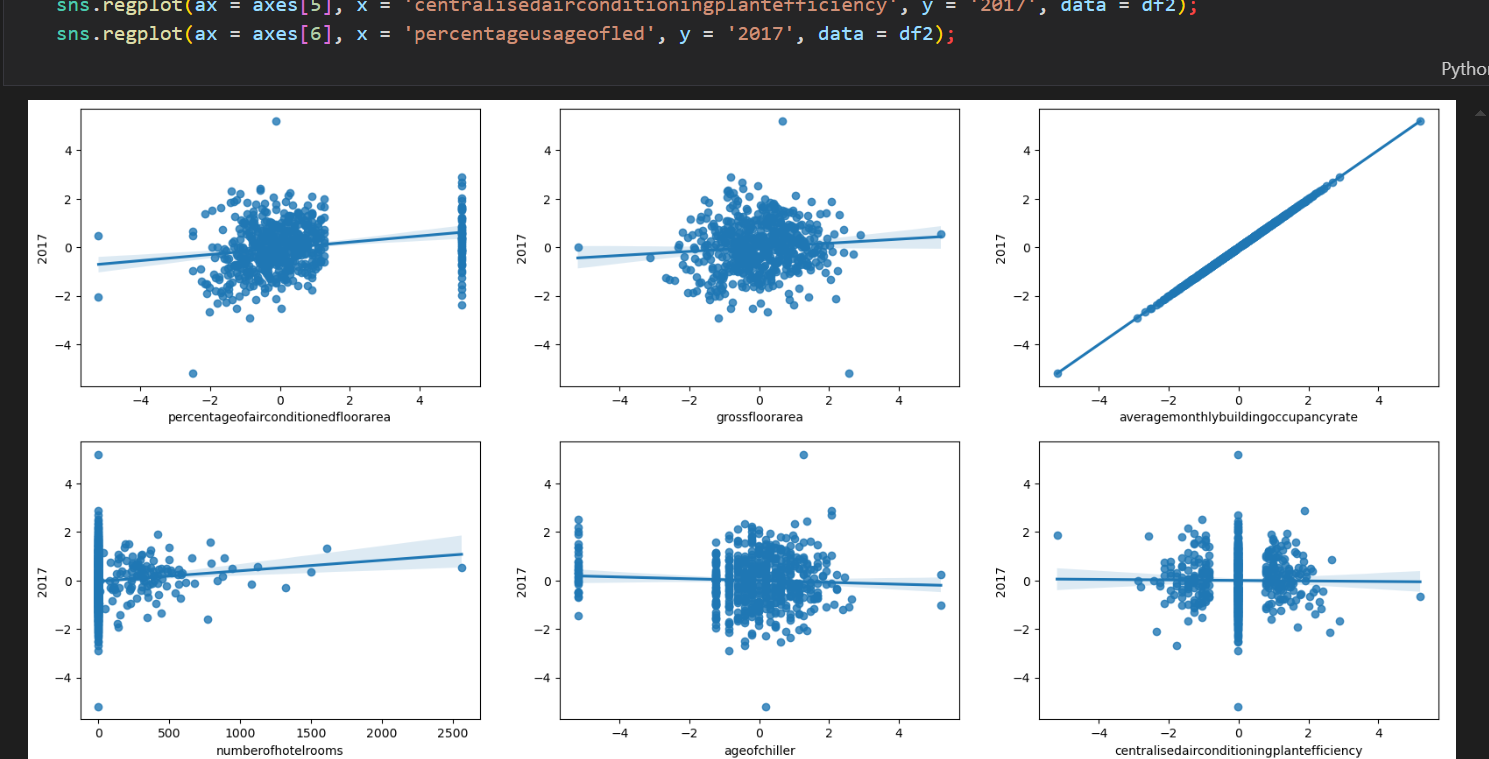 sns.regplot(ax = axes[5], x = 'centralisedairconditioningplantefficiency', y = '2017', data = df2);
sns.regplot(ax = axes[6], x = 'percentageusageofled', y = '2017', data = df2);
Python
4
2
0
−2
−4
2017
−4 −2 0 2 4
percentageofairconditionedfloorarea
4
2
0
−2
−4
2017
−4 −2 0 2 4
grossfloorarea
4
2
0
−2
−4
2017
−4 −2 0 2 4
averagemonthlybuildingoccupancyrate
4
2
0
−2
−4
2017
0 500 1000 1500 2000 2500
numberofhotelrooms
4
2
0
−2
−4
2017
−4 −2 0 2 4
ageofchiller
4
2
0
−2
−4
2017
−4 −2 0 2 4
centralisedairconditioningplantefficiency